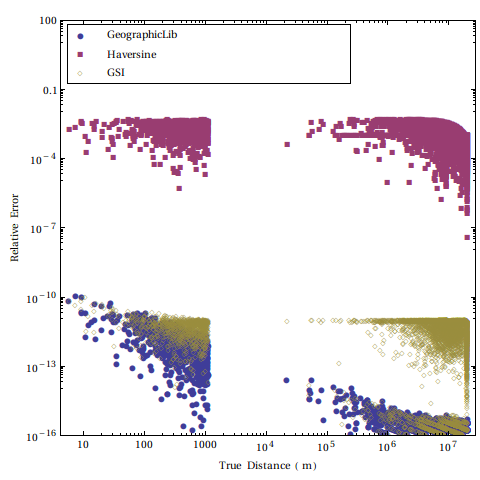 100
GeographicLib
Haversine
GSI
0.1
10^-4
Relative Error
10^-7
10^-10
10^-13
10^-16
10 100 1000 10^4 10^5 10^6 10^7
True Distance ( m)